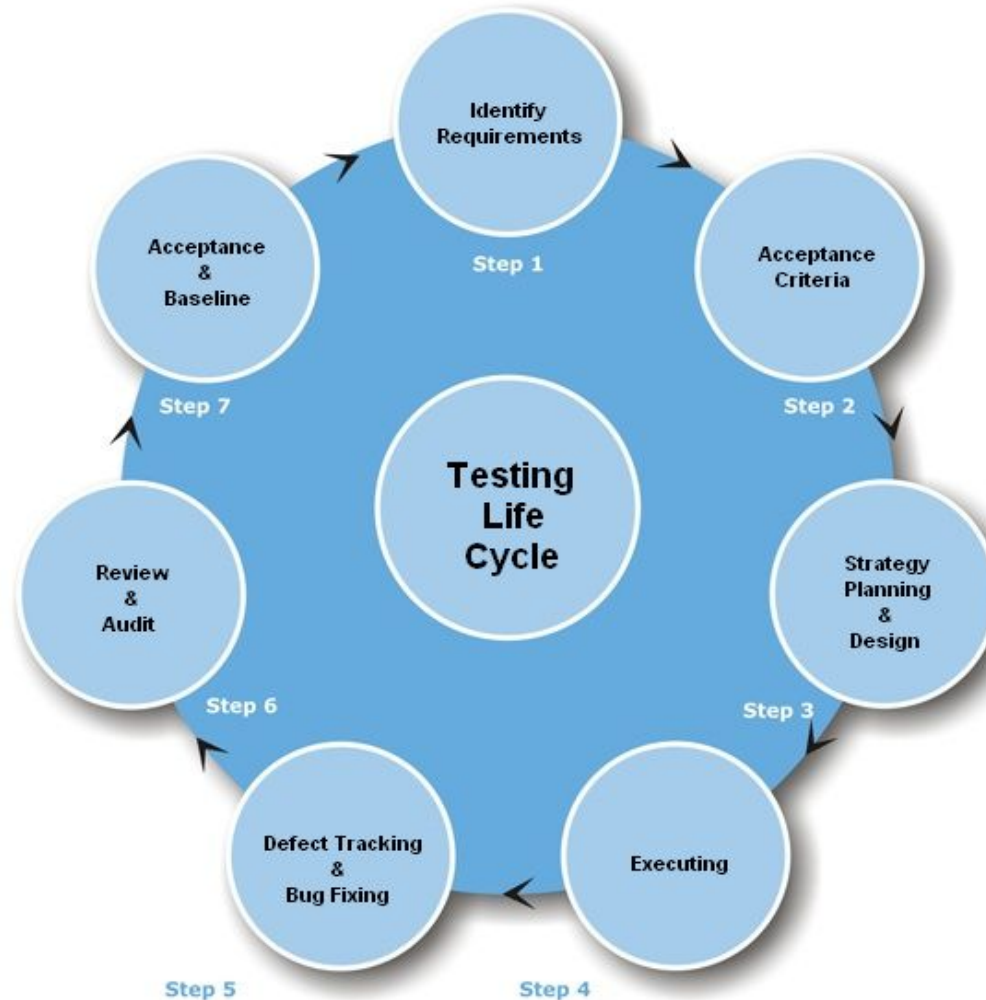 Identify
Requirements
Step 1
Acceptance
Criteria
Step 2
Strategy
Planning
&
Design
Step 3
Executing
Step 4
Defect Tracking
&
Bug Fixing
Step 5
Review
&
Audit
Step 6
Acceptance
&
Baseline
Step 7
Testing
Life
Cycle